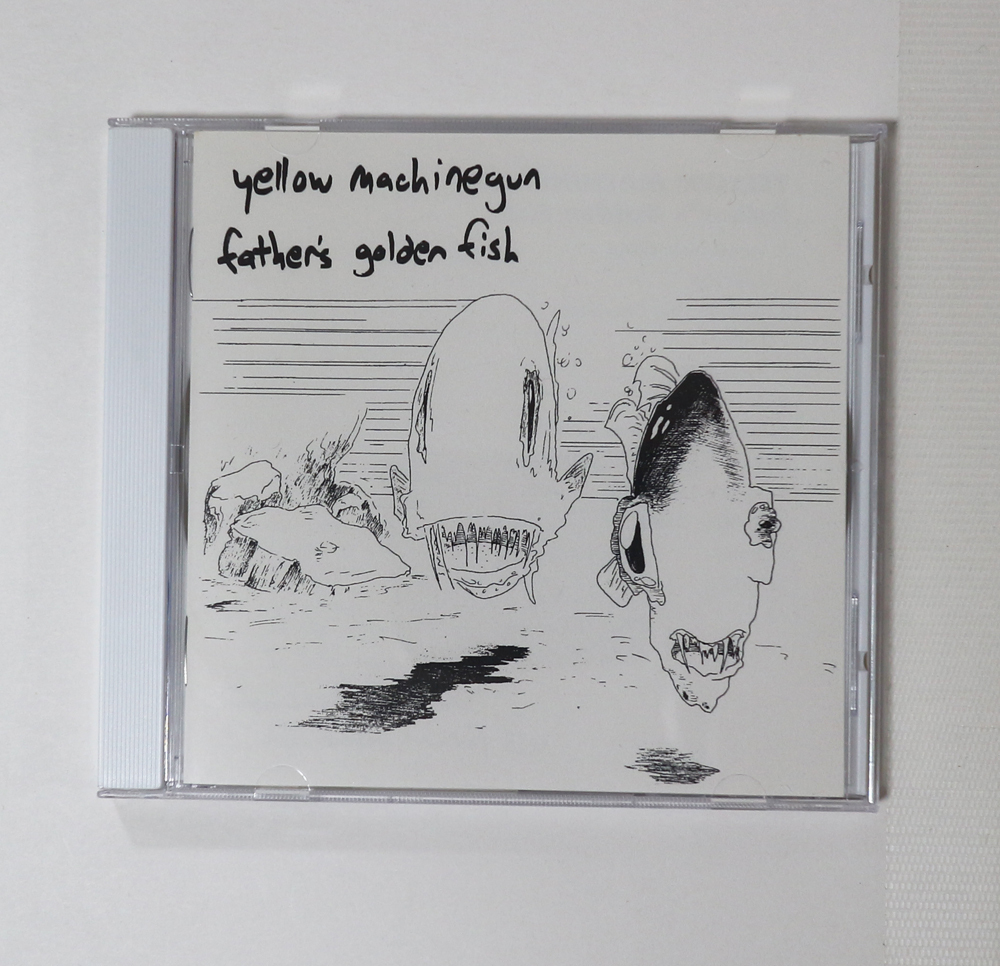 yellow machinegun
father's golden fish